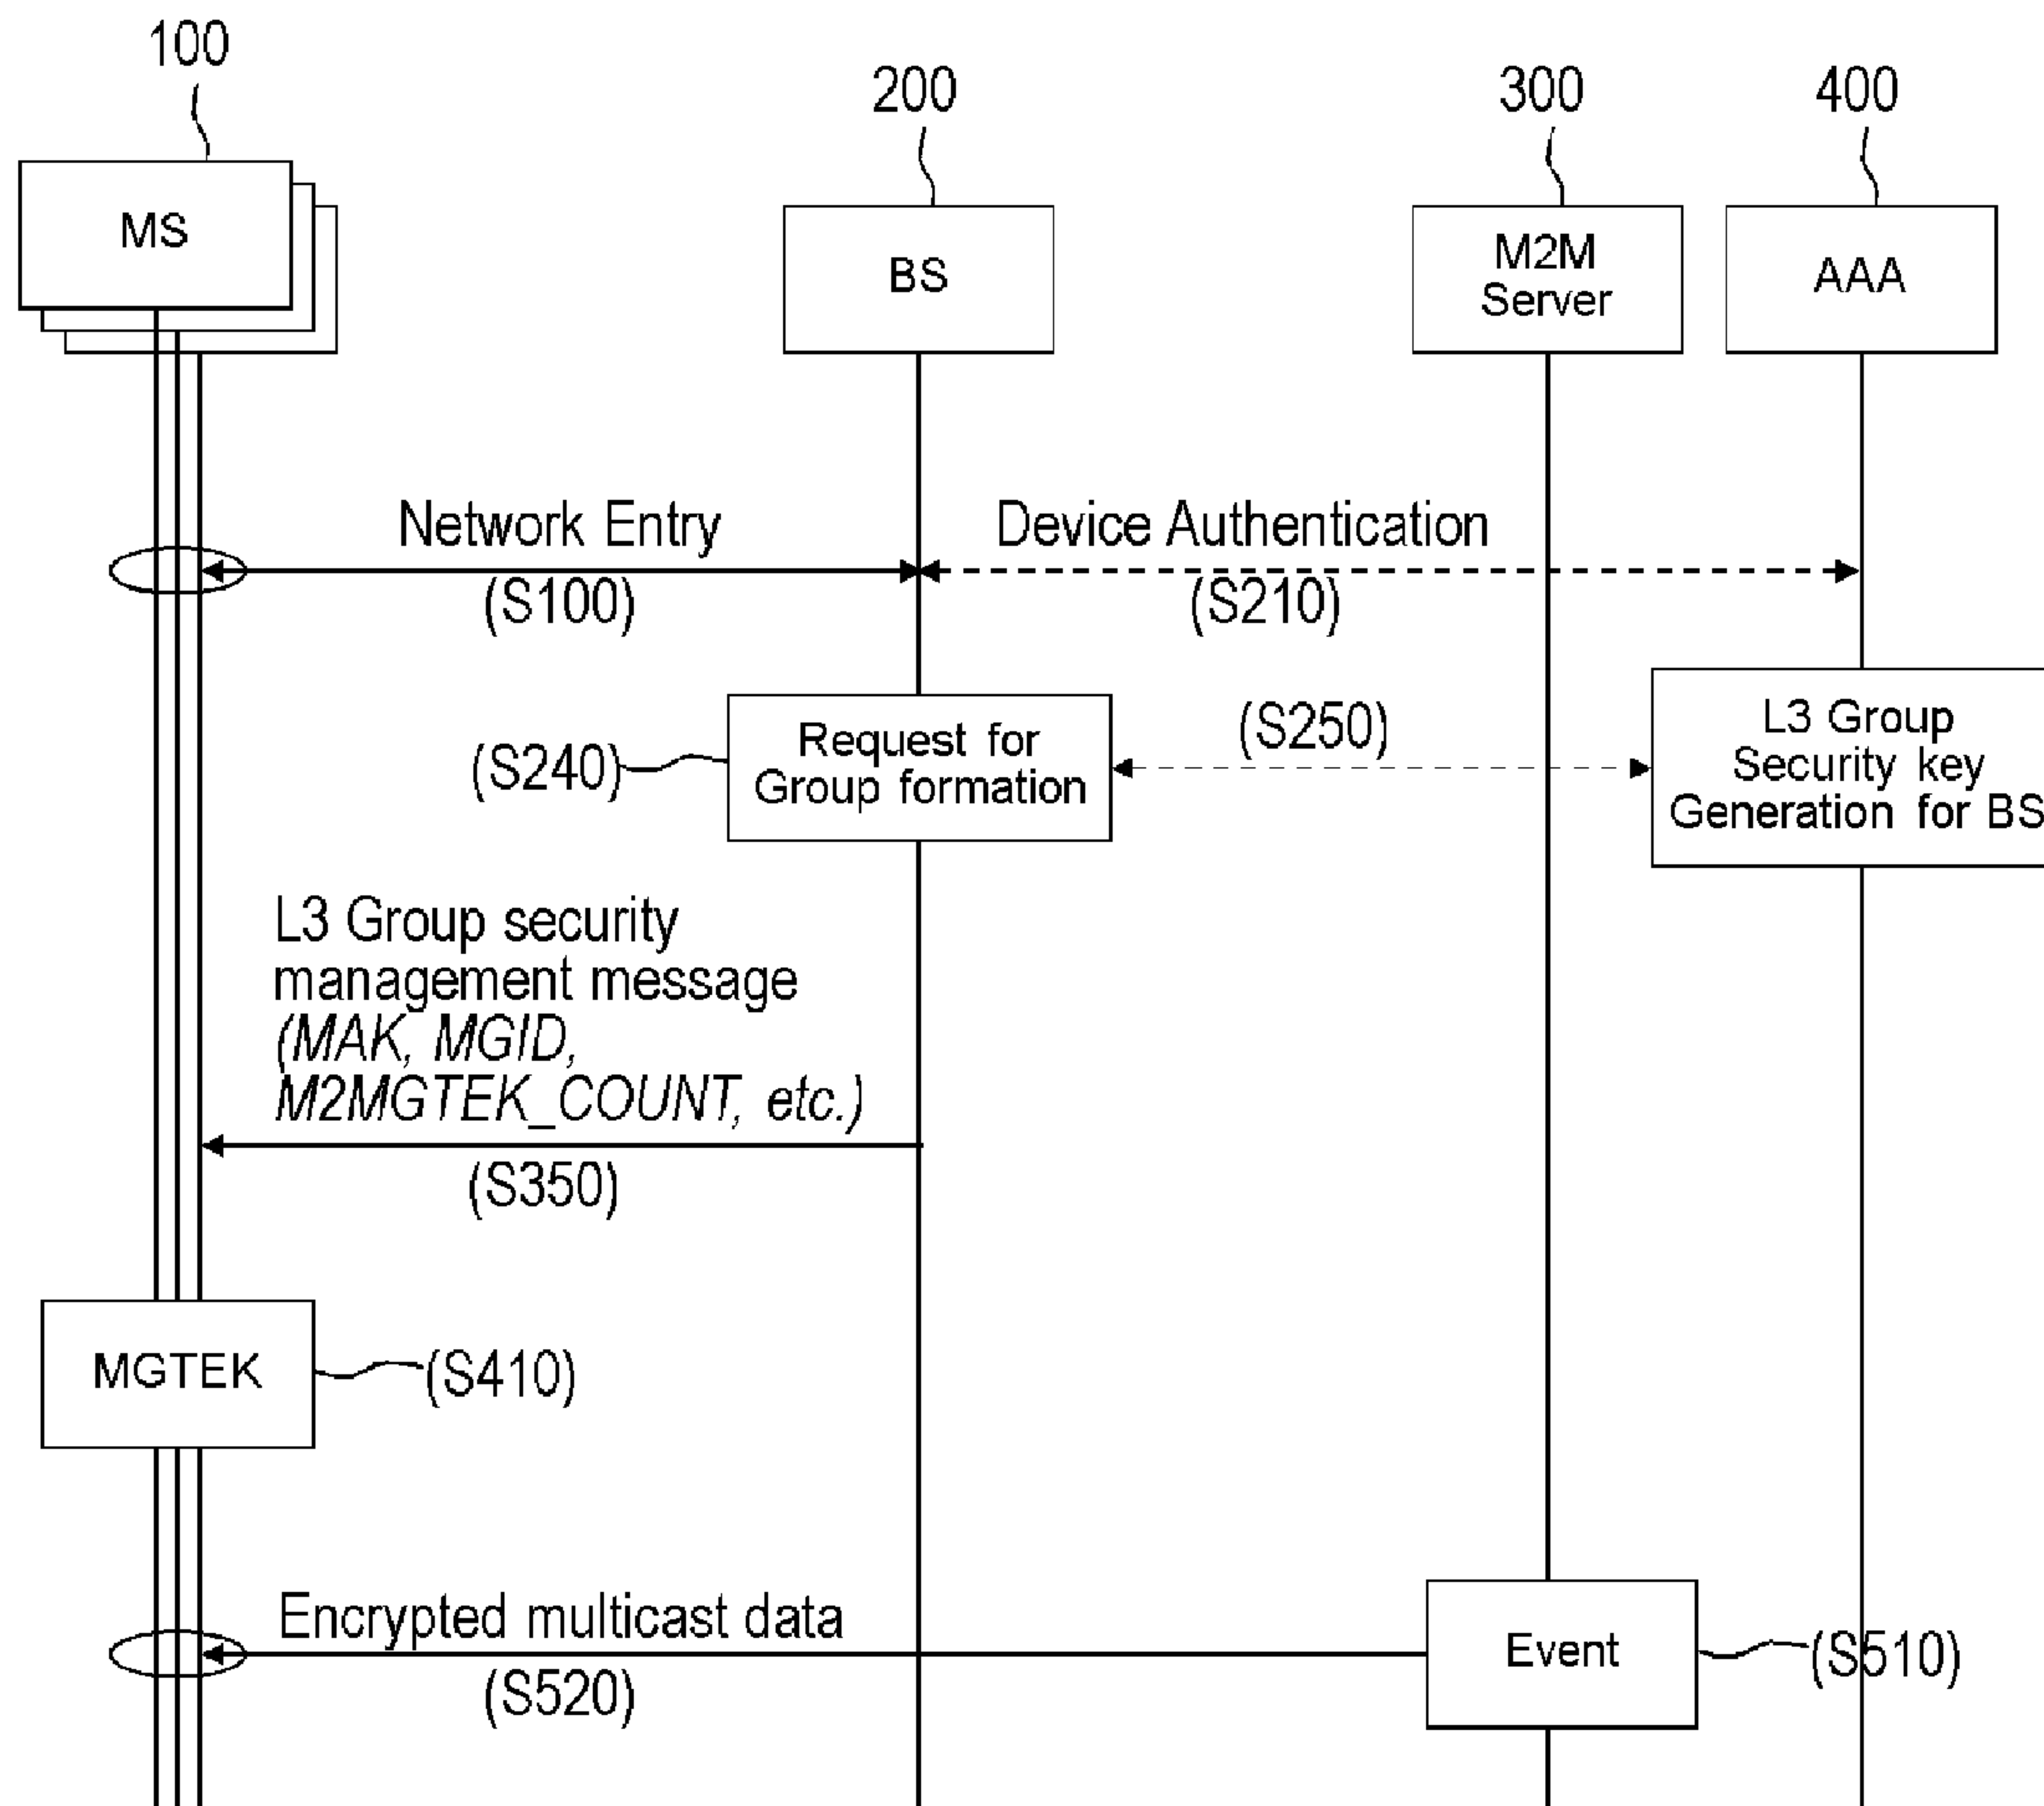 100
200
300
400
MS
BS
M2M
Server
AAA
Network Entry
(S100)
Device Authentication
(S210)
(S240)
Request for
Group formation
(S250)
L3 Group
Security key
Generation for BS
L3 Group security
management message
(MAK, MGID,
M2MGTEK_COUNT, etc.)
(S350)
MGTEK
(S410)
Encrypted multicast data
(S520)
Event
(S510)